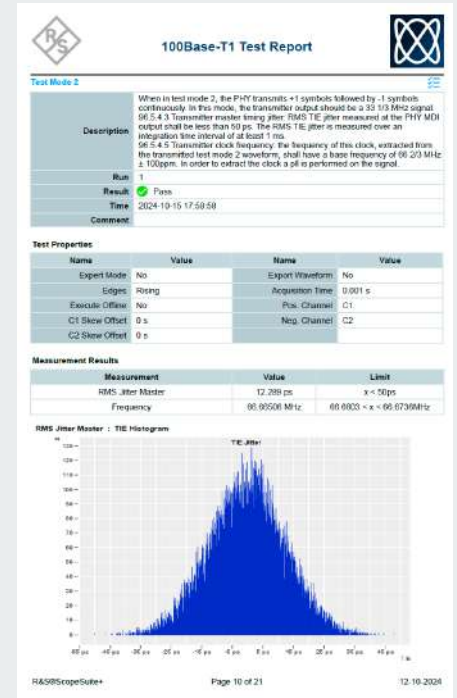 R&S
100Base-T1 Test Report
Test Mode 2
Description
When in test mode 2, the PHY transmits +1 symbols followed by -1 symbols
continuously. In this mode, the transmitter output should be a 33 1/3 MHz signal.
96.5.4.3 Transmitter master timing jitter: RMS TIE jitter measured at the PHY MDI
output shall be less than 50 ps. The RMS TIE jitter is measured over an
integration time interval of at least 1 ms.
96.5.4.5 Transmitter clock frequency: the frequency of this clock, extracted from
the transmitted test mode 2 waveform, shall have a base frequency of 66 2/3 MHz
± 100ppm. In order to extract the clock a pll is performed on the signal.
Run 1
Result Pass
Time 2024-10-15 17:58:58
Comment
Test Properties
Name Value Name Value
Expert Mode No Export Waveform No
Edges Rising Acquisition Time 0.001 s
Execute Offline No Pos. Channel C1
C1 Skew Offset 0 s Neg. Channel C2
C2 Skew Offset 0 s
Measurement Results
Measurement Value Limit
RMS Jitter Master 12.289 ps x < 50ps
Frequency 66.66506 MHz 66.6603 < x < 66.6736MHz
RMS Jitter Master : TIE Histogram
TIE Jitter
R&S®ScopeSuite+ Page 10 of 21 12-10-2024